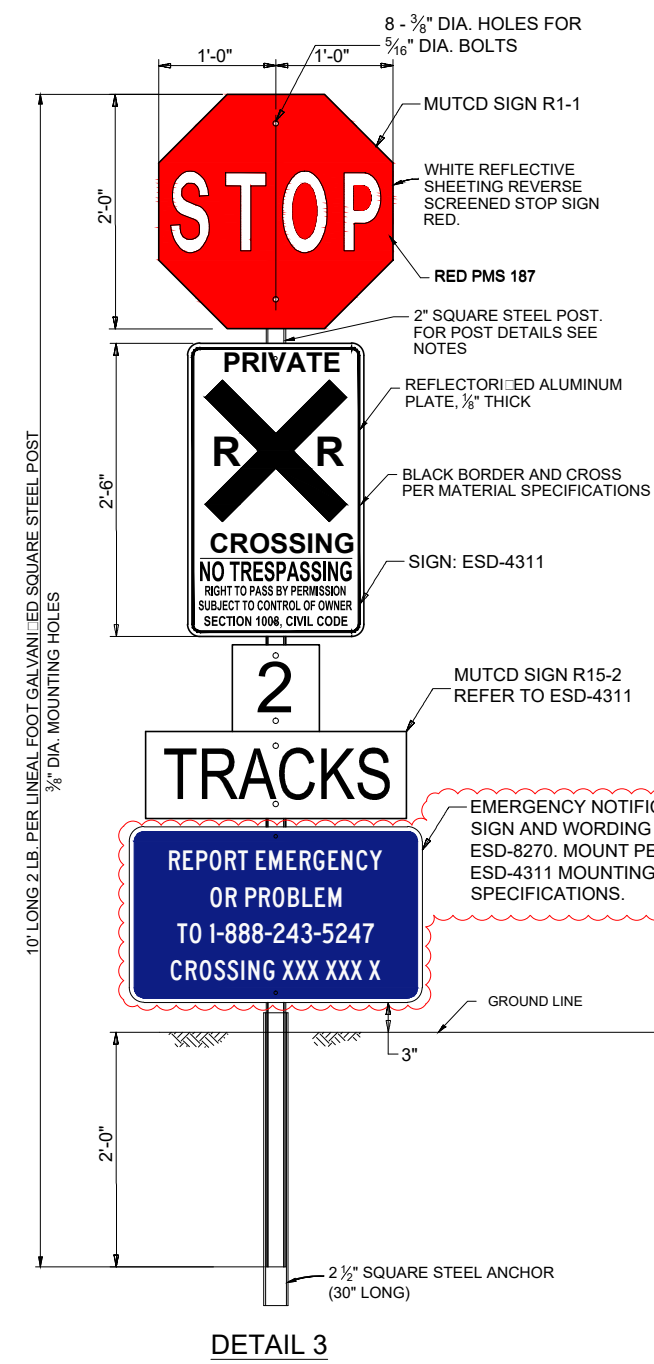 8 - 3/8" DIA. HOLES FOR
5/16" DIA. BOLTS
1'-0"
1'-0"
MUTCD SIGN R1-1
WHITE REFLECTIVE
SHEETING REVERSE
SCREENED STOP SIGN
RED.
RED PMS 187
2'-0"
STOP
2" SQUARE STEEL POST.
FOR POST DETAILS SEE
NOTES
PRIVATE
R R
CROSSING
NO TRESPASSING
RIGHT TO PASS BY PERMISSION
SUBJECT TO CONTROL OF OWNER
SECTION 1008, CIVIL CODE
REFLECTORI□ED ALUMINUM
PLATE, 1/8" THICK
BLACK BORDER AND CROSS
PER MATERIAL SPECIFICATIONS
SIGN: ESD-4311
2'-6"
10' LONG 2 LB. PER LINEAL FOOT GALVANI□ED SQUARE STEEL POST
3/8" DIA. MOUNTING HOLES
2
TRACKS
MUTCD SIGN R15-2
REFER TO ESD-4311
EMERGENCY
SIGN AND WORDING
ESD-8270. MOUNT
ESD-4311 MOUNTING
SPECIFICATIONS.
REPORT EMERGENCY
OR PROBLEM
TO 1-888-243-5247
CROSSING XXX XXX X
GROUND LINE
3"
2'-0"
2 1/2" SQUARE STEEL ANCHOR
(30" LONG)
DETAIL 3